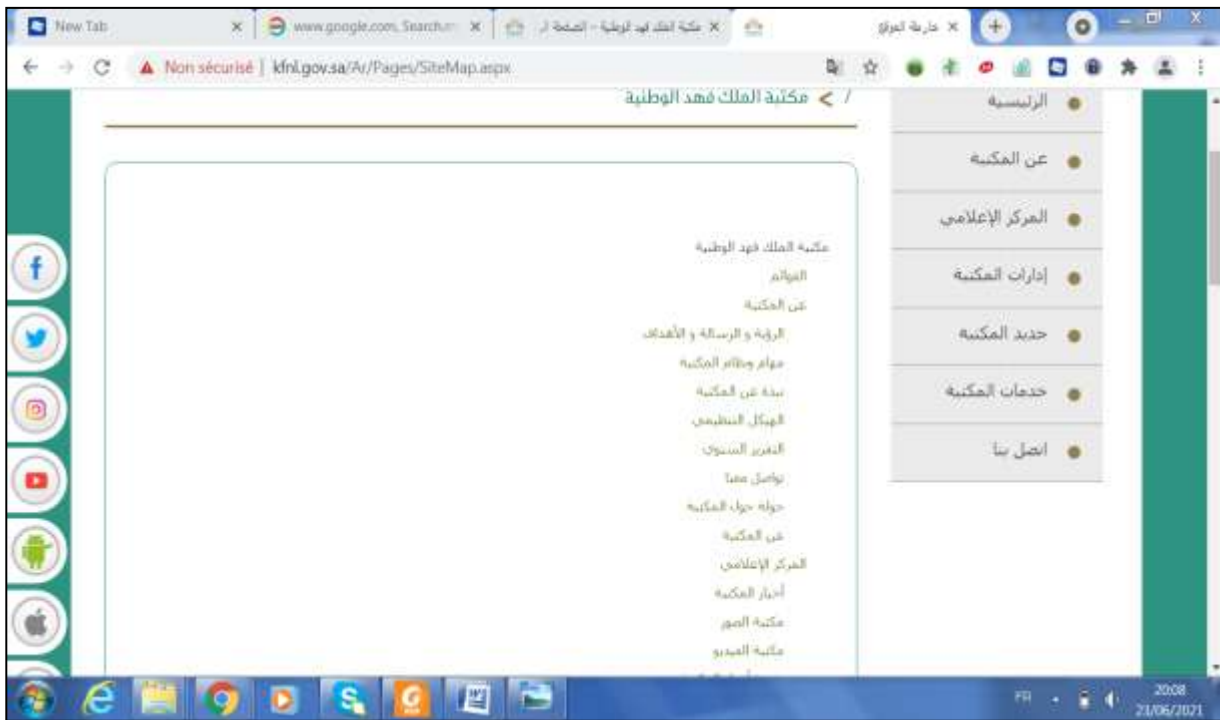 New Tab
www.google.com, Search
مكتبة الملك فهد الوطنية - الصفحة ال
خارطة الموقع
Non sécurisé | kfnl.gov.sa/Ar/Pages/SiteMap.aspx
/ > مكتبة الملك فهد الوطنية
الرئيسية
عن المكتبة
المركز الإعلامي
إدارات المكتبة
جديد المكتبة
خدمات المكتبة
اتصل بنا
مكتبة الملك فهد الوطنية
القوائم
عن المكتبة
الرؤية و الرسالة و الأهداف
مهام ونظام المكتبة
نبذة عن المكتبة
الهيكل التنظيمي
التقرير السنوي
تواصل معنا
جولة حول المكتبة
عن المكتبة
المركز الإعلامي
أخبار المكتبة
مكتبة الصور
مكتبة الفيديو
FR
20:08
21/06/2021